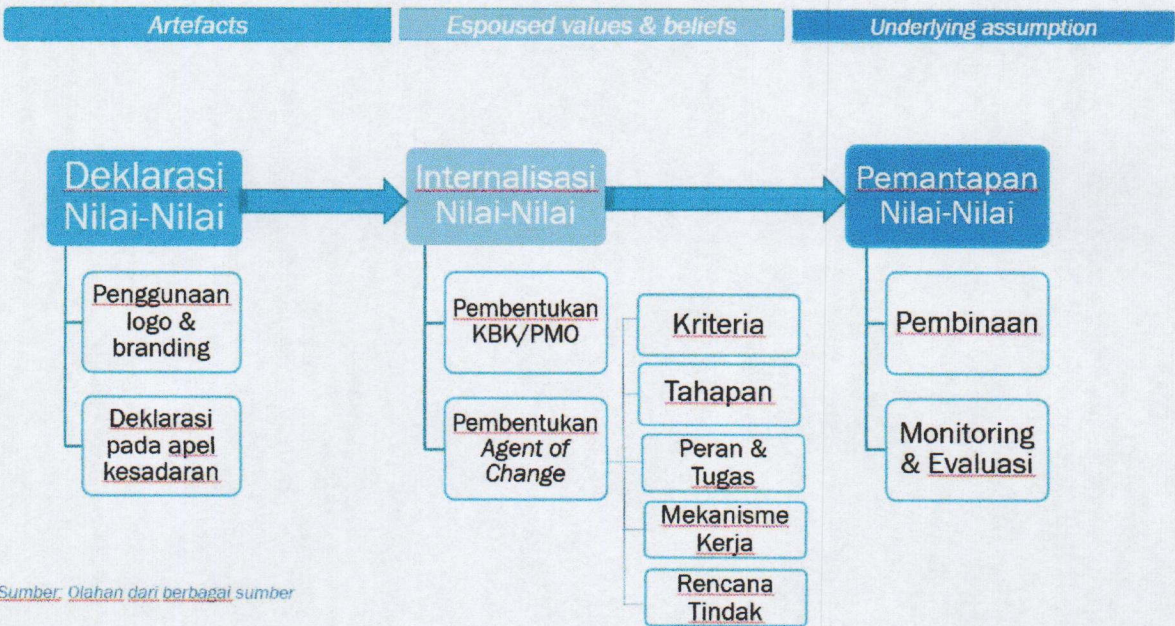 Artefacts
Espoused values & beliefs
Underlying assumption
Deklarasi
Nilai-Nilai
Internalisasi
Nilai-Nilai
Pemantapan
Nilai-Nilai
Penggunaan
logo &
branding
Deklarasi
pada apel
kesadaran
Pembentukan
KBK/PMO
Pembentukan
Agent of
Change
Kriteria
Tahapan
Peran &
Tugas
Mekanisme
Kerja
Rencana
Tindak
Pembinaan
Monitoring
& Evaluasi
Sumber: Olahan dari berbagai sumber